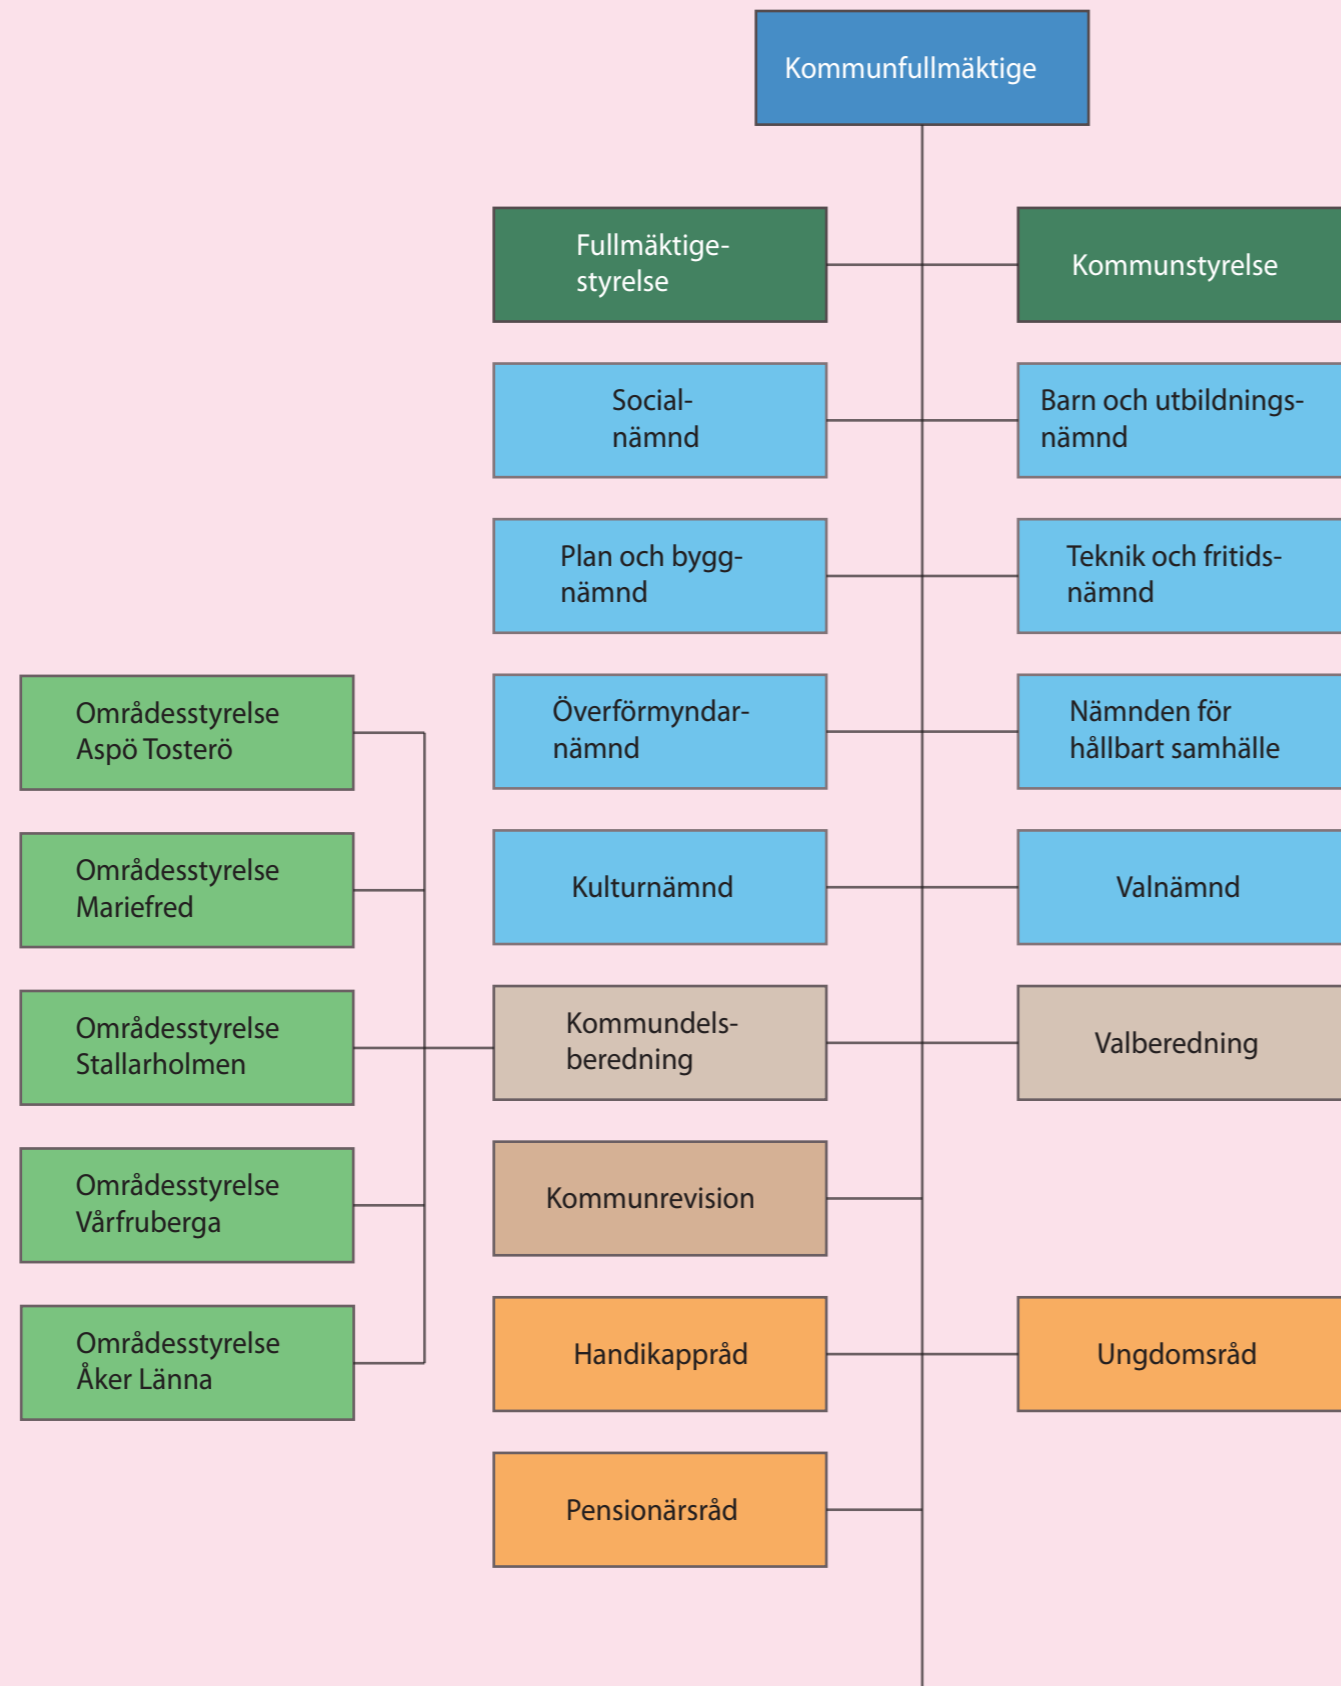 Kommunfullmäktige
Fullmäktige-
styrelse
Kommunstyrelse
Social-
nämnd
Barn och utbildnings-
nämnd
Plan och bygg-
nämnd
Teknik och fritids-
nämnd
Områdesstyrelse
Aspö Tosterö
Överförmyndar-
nämnd
Nämnden för
hållbart samhälle
Områdesstyrelse
Mariefred
Kulturnämnd
Valnämnd
Områdesstyrelse
Stallarholmen
Kommundels-
beredning
Valberedning
Områdesstyrelse
Vårfruberga
Kommunrevision
Områdesstyrelse
Åker Länna
Handikappråd
Ungdomsråd
Pensionärsråd